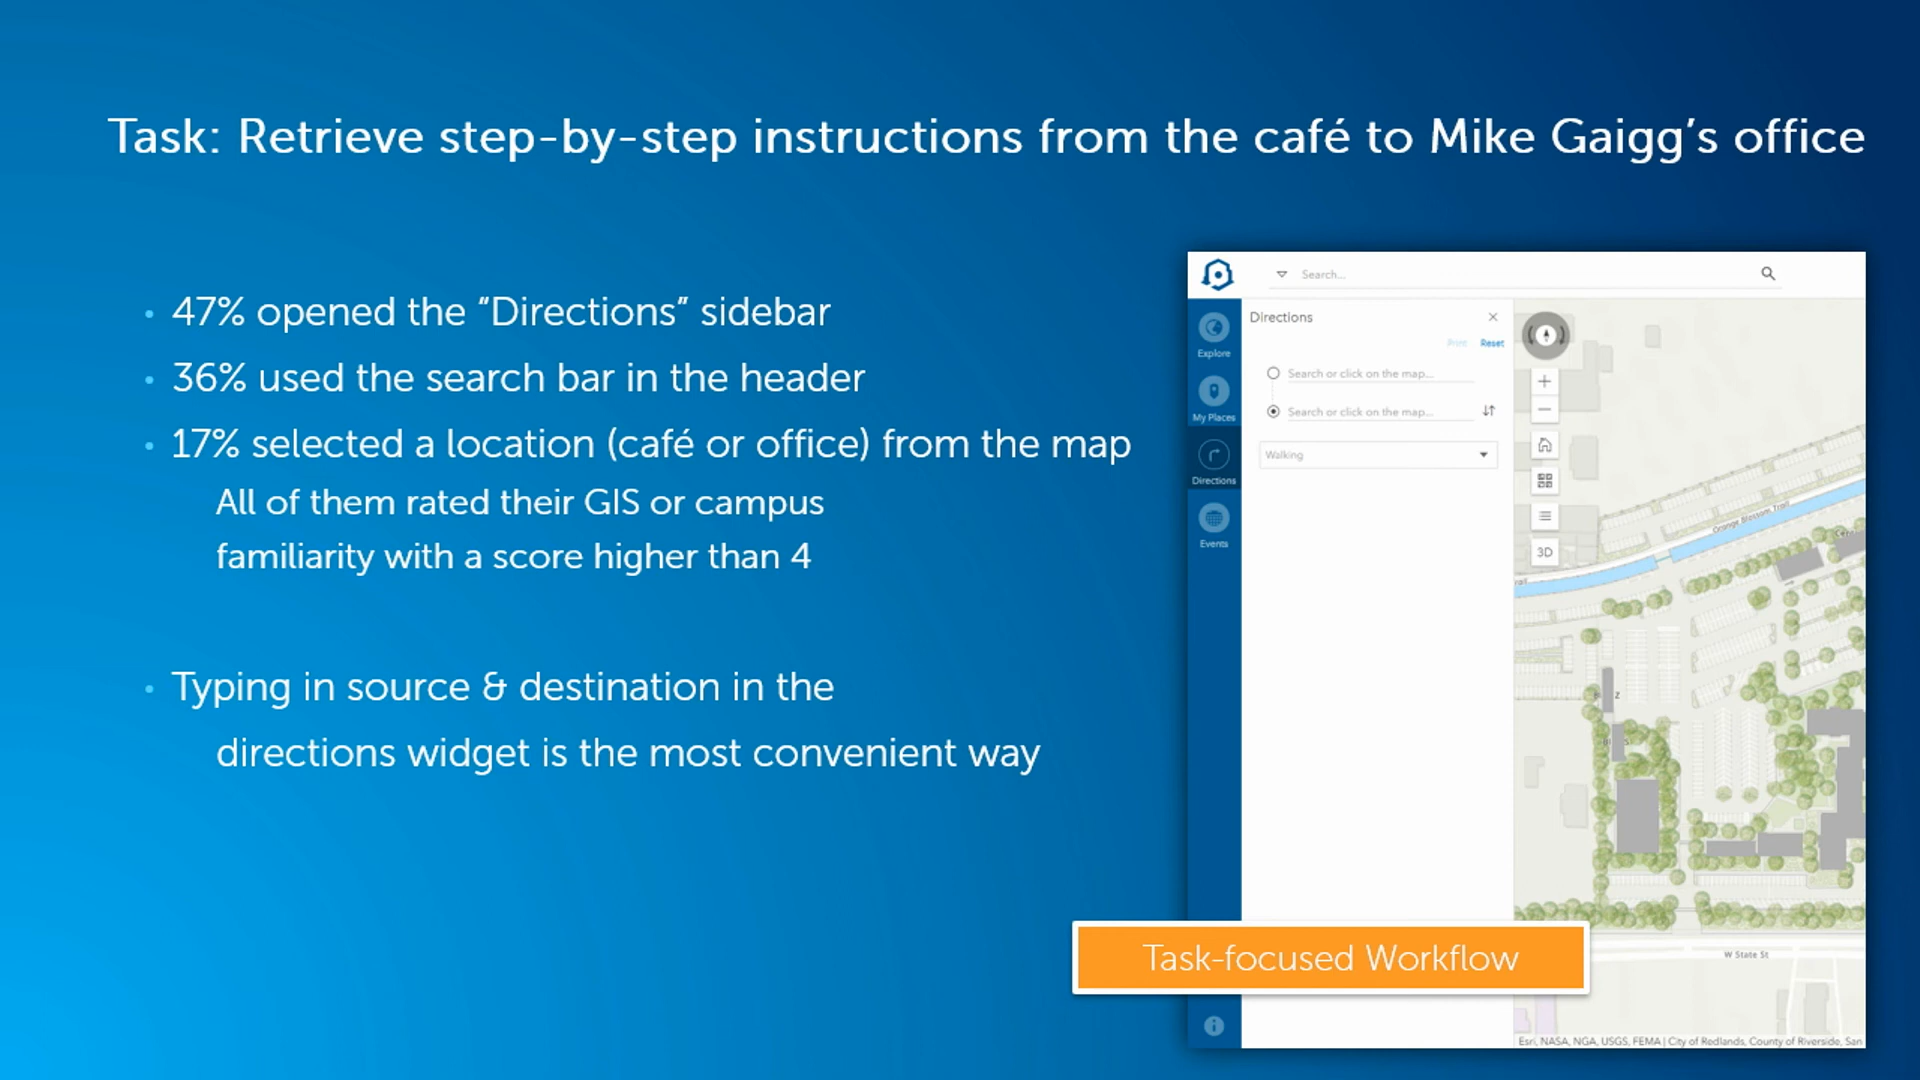 Task: Retrieve step-by-step instructions from the café to Mike Gaigg's office
• 47% opened the "Directions" sidebar
• 36% used the search bar in the header
• 17% selected a location (café or office) from the map
All of them rated their GIS or campus
familiarity with a score higher than 4
• Typing in source & destination in the
directions widget is the most convenient way
Search...
Explore
My Places
Directions
Events
Directions
Print Reset
Search or click on the map...
Search or click on the map...
Walking
3D
Orange Blossom Trail
W State St
Task-focused Workflow
Esri, NASA, NGA, USGS, FEMA | City of Redlands, County of Riverside, San